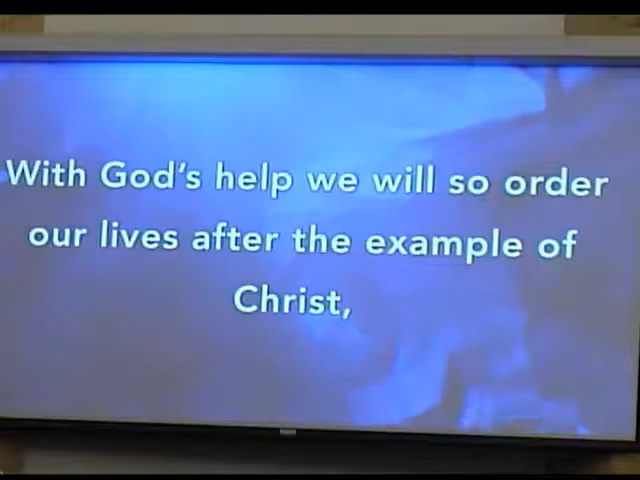 With God's help we will so order
our lives after the example of
Christ,